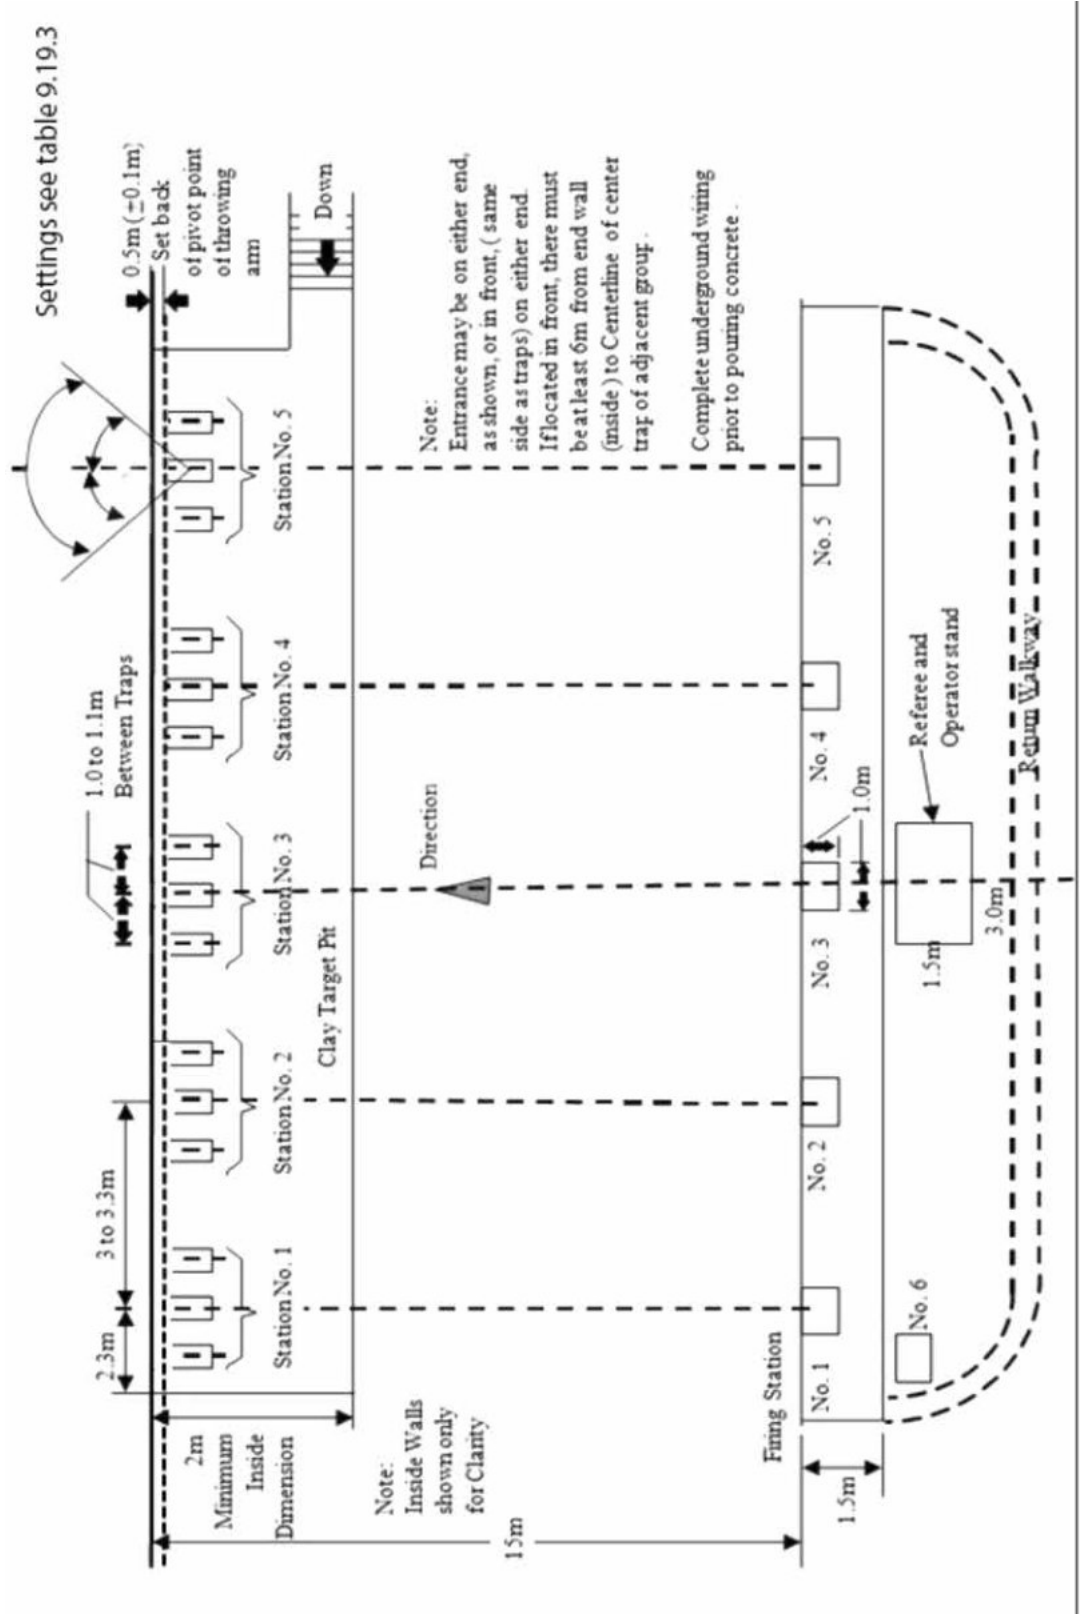 Settings see table 9.19.3
0.5m (±0.1m)
Set back
of pivot point
of throwing
arm
Down
1.0 to 1.1m
Between Traps
3 to 3.3m
2.3m
Station No. 1
Station No. 2
Station No. 3
Station No. 4
Station No. 5
Clay Target Pit
2m
Minimum
Inside
Dimension
Note:
Inside Walls
shown only
for Clarity
Direction
Note:
Entrance may be on either end,
as shown, or in front, ( same
side as traps) on either end.
If located in front, there must
be at least 6m from end wall
(inside ) to Centerline of center
trap of adjacent group .
Complete underground wiring
prior to pouring concrete .
15m
Firing Station
No. 1
No. 2
No. 3
No. 4
No. 5
1.0m
1.5m
No. 6
Referee and
Operator stand
1.5m
3.0m
Return Walkway